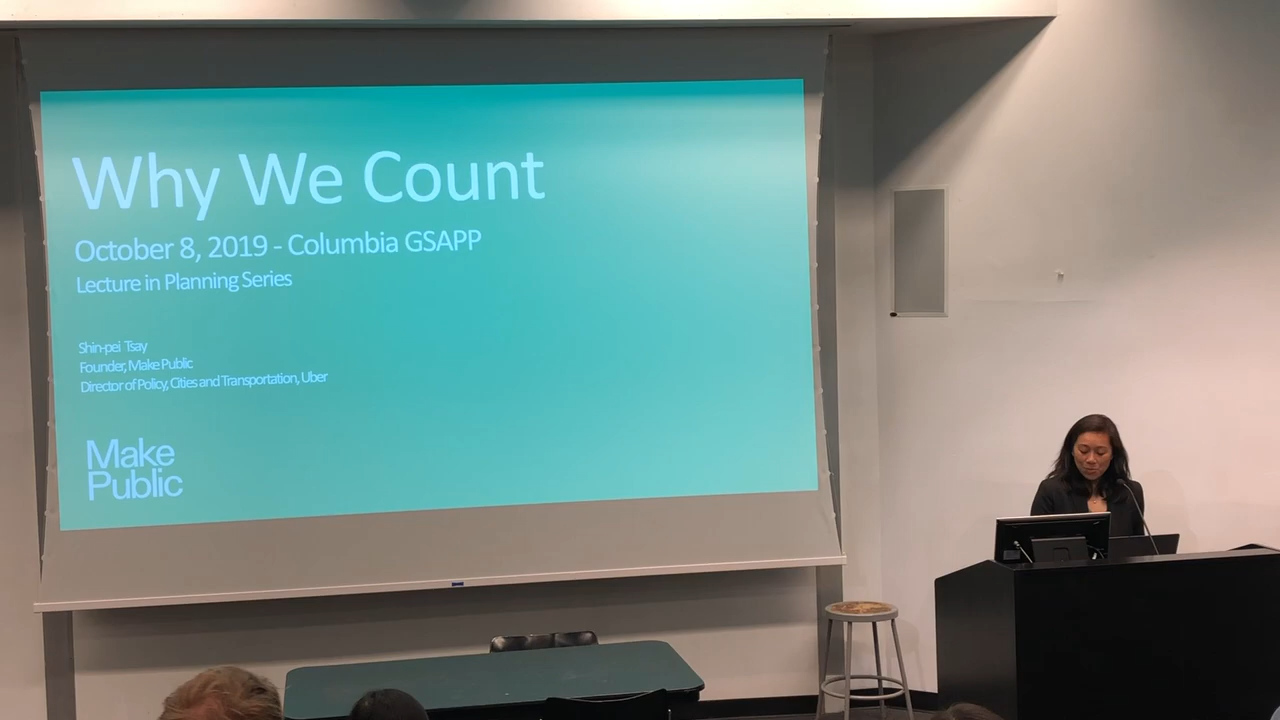 Why We Count
October 8, 2019 - Columbia GSAPP
Lecture in Planning Series
Shin-pei Tsay
Founder, Make Public
Director of Policy, Cities and Transportation, Uber
Make
Public